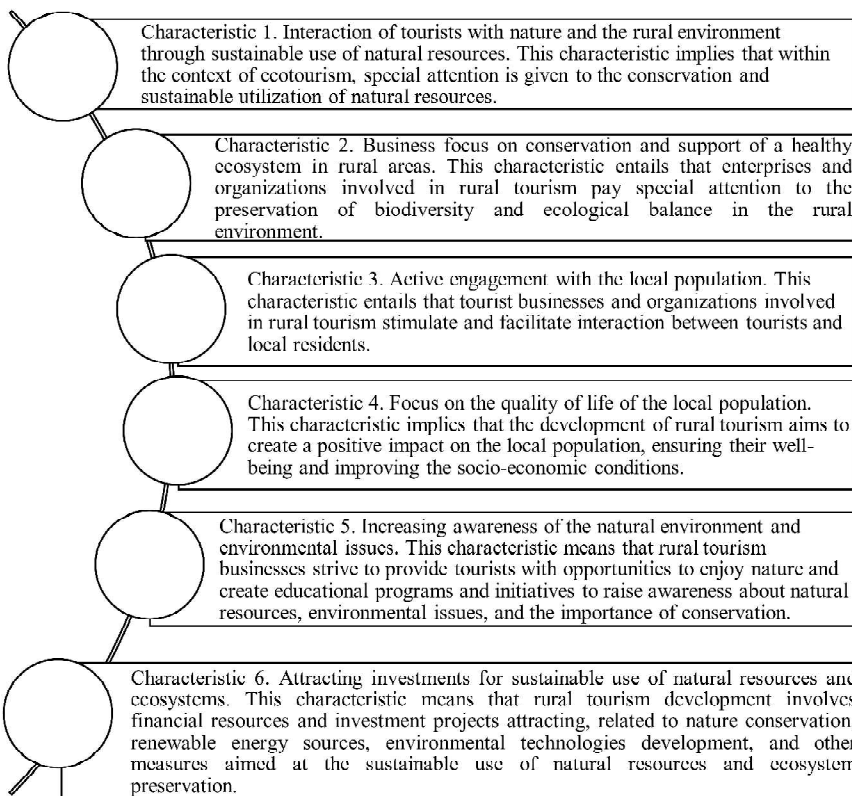 Characteristic 1. Interaction of tourists with nature and the rural environment
through sustainable use of natural resources. This characteristic implies that within
the context of ecotourism, special attention is given to the conservation and
sustainable utilization of natural resources.
Characteristic 2. Business focus on conservation and support of a healthy
ecosystem in rural areas. This characteristic entails that enterprises and
organizations involved in rural tourism pay special attention to the
preservation of biodiversity and ecological balance in the rural
environment.
Characteristic 3. Active engagement with the local population. This
characteristic entails that tourist businesses and organizations involved
in rural tourism stimulate and facilitate interaction between tourists and
local residents.
Characteristic 4. Focus on the quality of life of the local population.
This characteristic implies that the development of rural tourism aims to
create a positive impact on the local population, ensuring their well-
being and improving the socio-economic conditions.
Characteristic 5. Increasing awareness of the natural environment and
environmental issues. This characteristic means that rural tourism
businesses strive to provide tourists with opportunities to enjoy nature and
create educational programs and initiatives to raise awareness about natural
resources, environmental issues, and the importance of conservation.
Characteristic 6. Attracting investments for sustainable use of natural resources and
ecosystems. This characteristic means that rural tourism development involves
financial resources and investment projects attracting, related to nature conservation
renewable energy sources, environmental technologies development, and other
measures aimed at the sustainable use of natural resources and ecosystem
preservation.